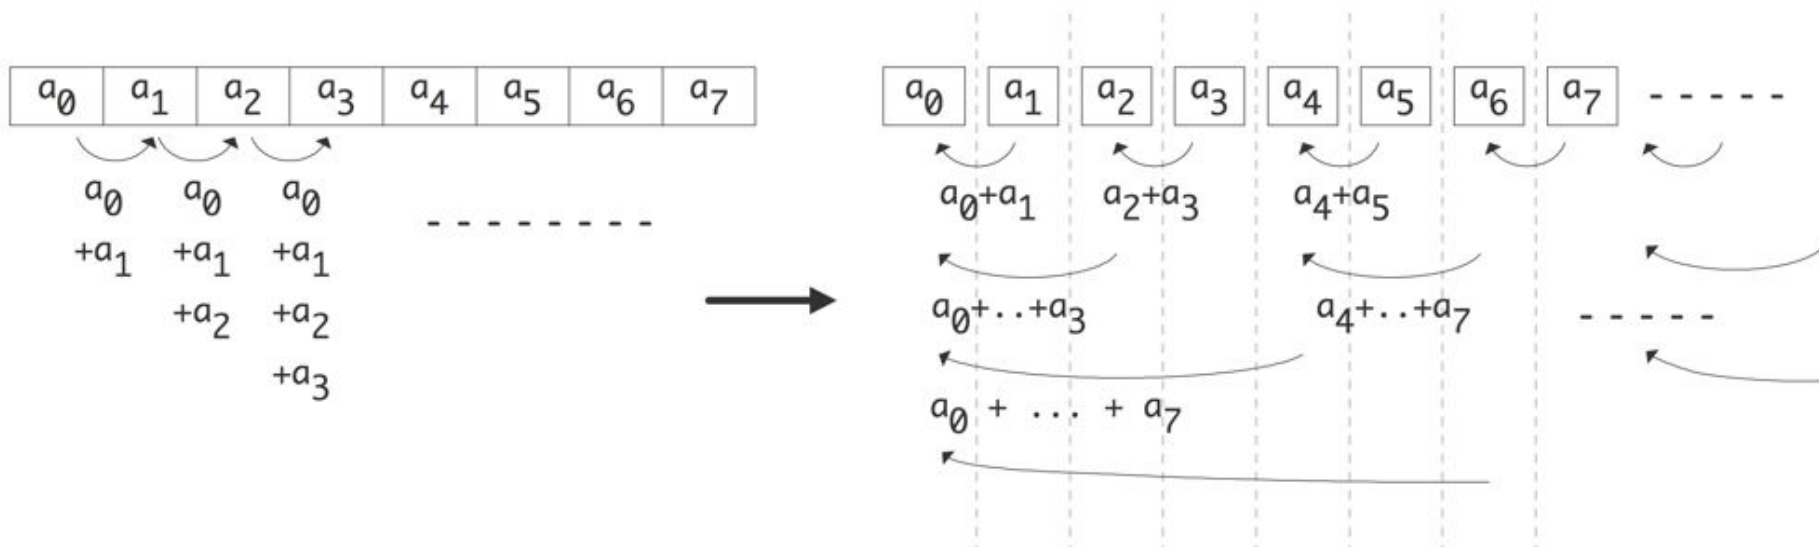 a0 a1 a2 a3 a4 a5 a6 a7
a0 a0 a0
+a1 +a1 +a1
+a2 +a2
+a3
a0 a1 a2 a3 a4 a5 a6 a7
a0+a1 a2+a3 a4+a5
a0+..+a3 a4+..+a7
a0 + ... + a7